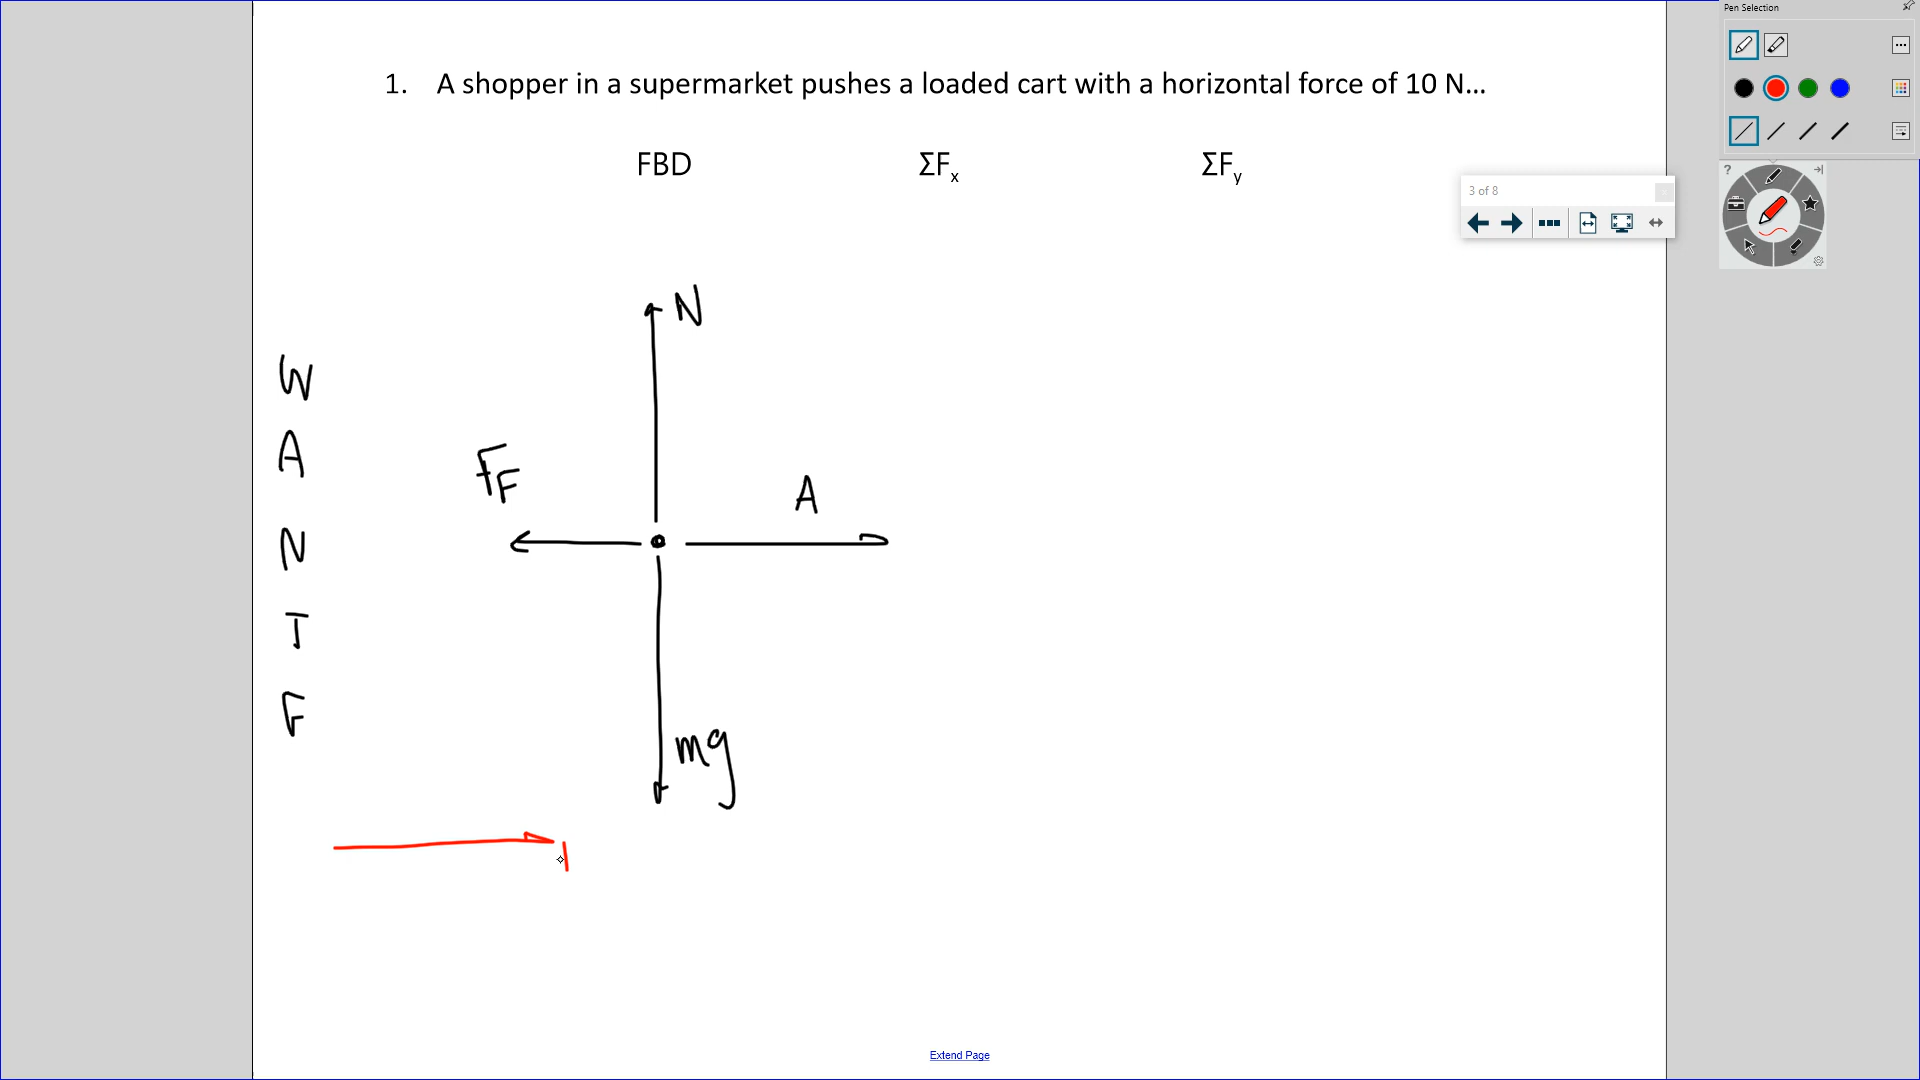 Pen Selection
1. A shopper in a supermarket pushes a loaded cart with a horizontal force of 10 N...
FBD ΣFx ΣFy
3 of 8
?
N
W
A
N
T
F
FF
A
mg
Extend Page